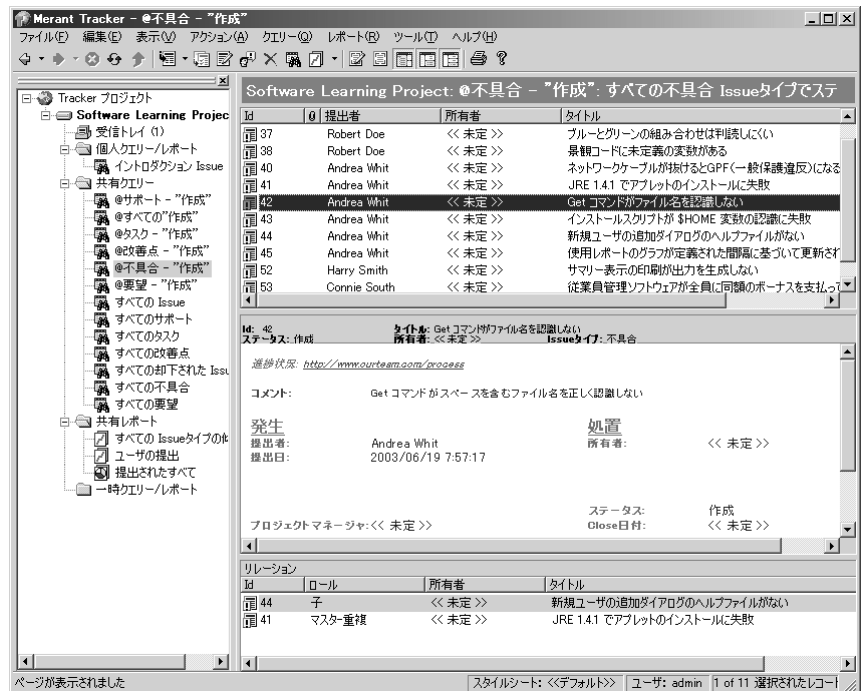 Merant Tracker - @不具合 - "作成"
ファイル(F) 編集(E) 表示(V) アクション(A) クエリー(Q) レポート(R) ツール(T) ヘルプ(H)
Tracker プロジェクト
Software Learning Projec
受信トレイ (1)
個人クエリー/レポート
イントロダクション Issue
共有クエリー
@サポート - "作成"
@すべての"作成"
@タスク - "作成"
@改善点 - "作成"
@不具合 - "作成"
@要望 - "作成"
すべての Issue
すべてのサポート
すべてのタスク
すべての改善点
すべての却下された Issu
すべての不具合
すべての要望
共有レポート
すべての Issueタイプの
ユーザの提出
提出されたすべて
一時クエリー/レポート
Software Learning Project: @不具合 - "作成": すべての不具合 Issueタイプでステ
Id 提出者 所有者 タイトル
37 Robert Doe << 未定 >> ブルーとグリーンの組み合わせは判読しにくい
38 Robert Doe << 未定 >> 景観コードに未定義の変数がある
40 Andrea Whit << 未定 >> ネットワークケーブルが抜けるとGPF(一般保護違反)になる
41 Andrea Whit << 未定 >> JRE 1.4.1 でアプレットのインストールに失敗
42 Andrea Whit << 未定 >> Get コマンドがファイル名を認識しない
43 Andrea Whit << 未定 >> インストールスクリプトが $HOME 変数の認識に失敗
44 Andrea Whit << 未定 >> 新規ユーザの追加ダイアログのヘルプファイルがない
45 Andrea Whit << 未定 >> 使用レポートのグラフが定義された間隔に基づいて更新され
52 Harry Smith << 未定 >> サマリー表示の印刷が出力を生成しない
53 Connie South << 未定 >> 従業員管理ソフトウェアが全員に同額のボーナスを支払って
Id: 42 タイトル: Get コマンドがファイル名を認識しない
ステータス: 作成 所有者: << 未定 >> Issueタイプ: 不具合
進捗状況: http://www.ourteam.com/process
コメント: Get コマンドがスペースを含むファイル名を正しく認識しない
発生 処置
提出者: Andrea Whit 所有者: << 未定 >>
提出日: 2003/06/19 7:57:17
ステータス: 作成
プロジェクトマネージャ:<< 未定 >> Close日付: << 未定 >>
リレーション
Id ロール 所有者 タイトル
44 子 << 未定 >> 新規ユーザの追加ダイアログのヘルプファイルがない
41 マスター重複 << 未定 >> JRE 1.4.1 でアプレットのインストールに失敗
ページが表示されました スタイルシート: <<デフォルト>> ユーザ: admin 1 of 11 選択されたレコード